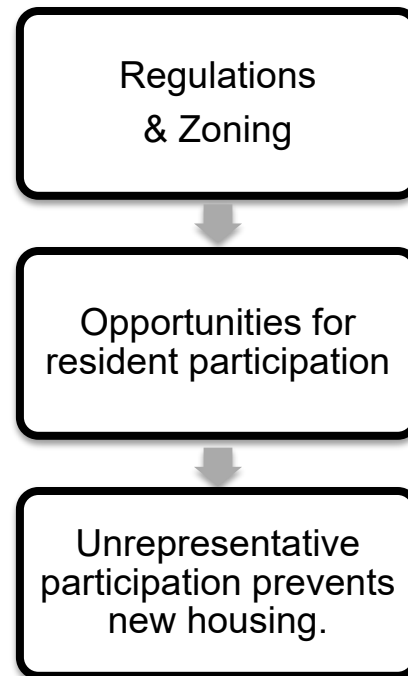 Regulations
& Zoning
Opportunities for
resident participation
Unrepresentative
participation prevents
new housing.